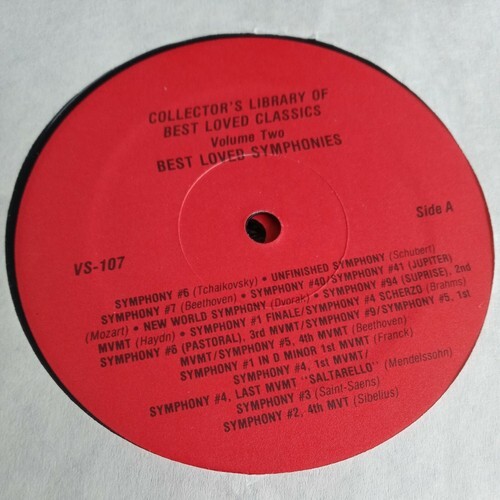 COLLECTOR'S LIBRARY OF
BEST LOVED CLASSICS
Volume Two
BEST LOVED SYMPHONIES
VS-107
Side A
SYMPHONY #6 (Tchaikovsky) • UNFINISHED SYMPHONY (Schubert)
SYMPHONY #7 (Beethoven) • SYMPHONY #40/SYMPHONY #41 (JUPITER)
(Mozart) • NEW WORLD SYMPHONY (Dvorak) • SYMPHONY #94 (SUPRISE), 2nd
MVMT (Haydn) • SYMPHONY #1 FINALE/SYMPHONY #4 SCHERZO (Brahms)
SYMPHONY #6 (PASTORAL), 3rd MVMT/SYMPHONY #9/SYMPHONY #5, 1st
MVMT/SYMPHONY #5, 4th MVMT (Beethoven)
SYMPHONY #1 IN D MINOR 1st MVMT (Franck)
SYMPHONY #4, 1st MVMT/
SYMPHONY #4, LAST MVMT "SALTARELLO" (Mendelssohn)
SYMPHONY #3 (Saint-Saens)
SYMPHONY #2, 4th MVT (Sibelius)